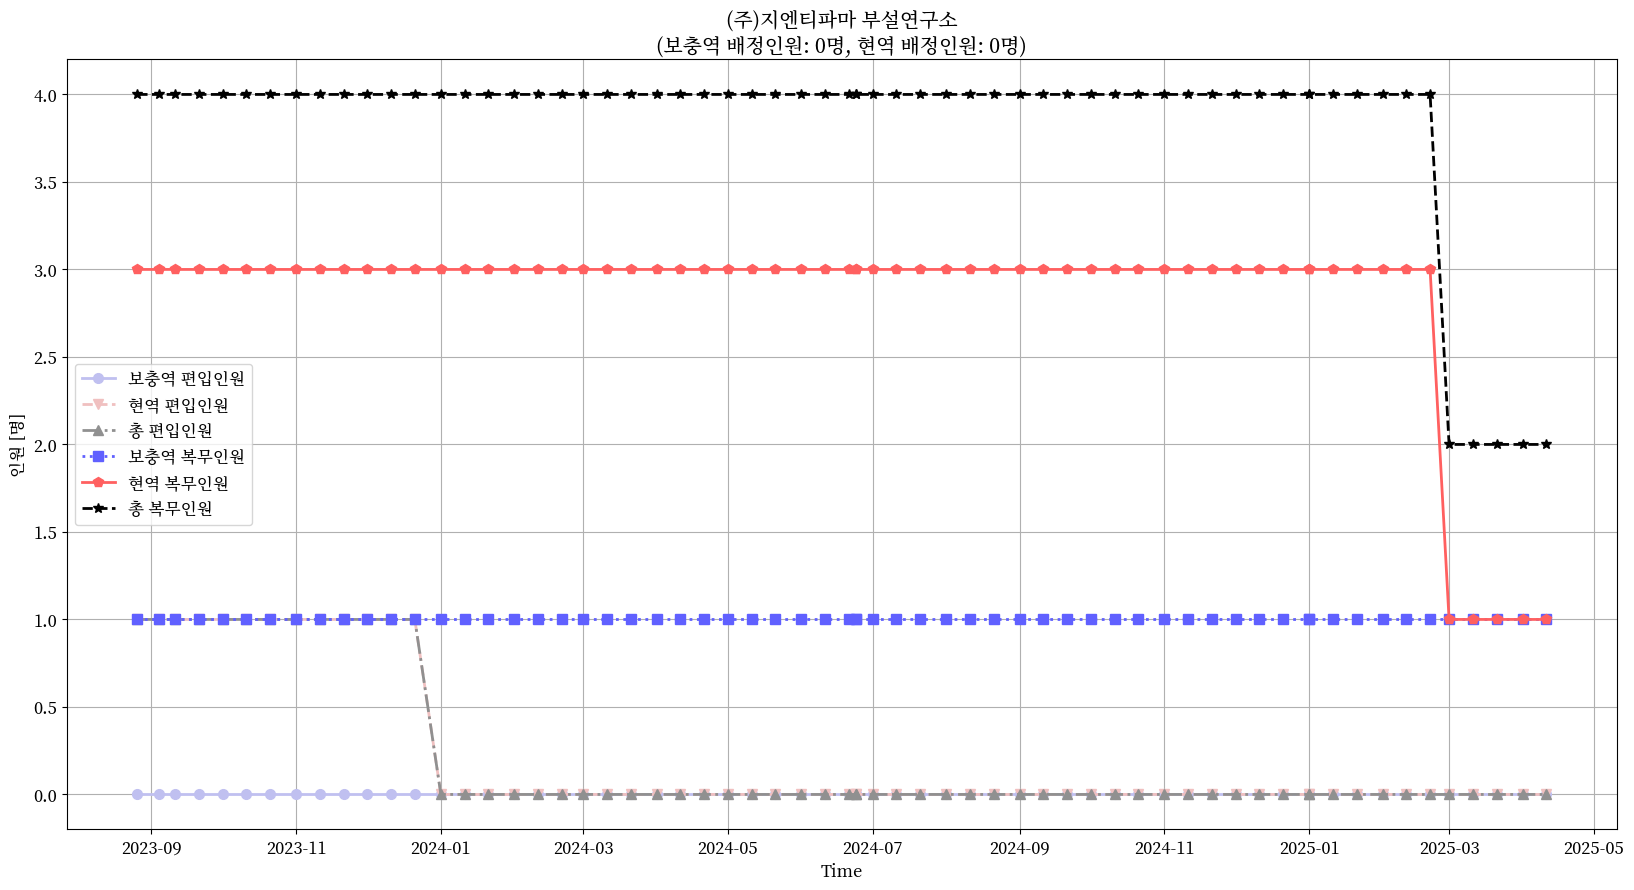 (주)지엔티파마 부설연구소
(보충역 배정인원: 0명, 현역 배정인원: 0명)
4.0
3.5
3.0
2.5
2.0
1.5
1.0
0.5
0.0
인원 [명]
보충역 편입인원
현역 편입인원
총 편입인원
보충역 복무인원
현역 복무인원
총 복무인원
2023-09 2023-11 2024-01 2024-03 2024-05 2024-07 2024-09 2024-11 2025-01 2025-03 2025-05
Time